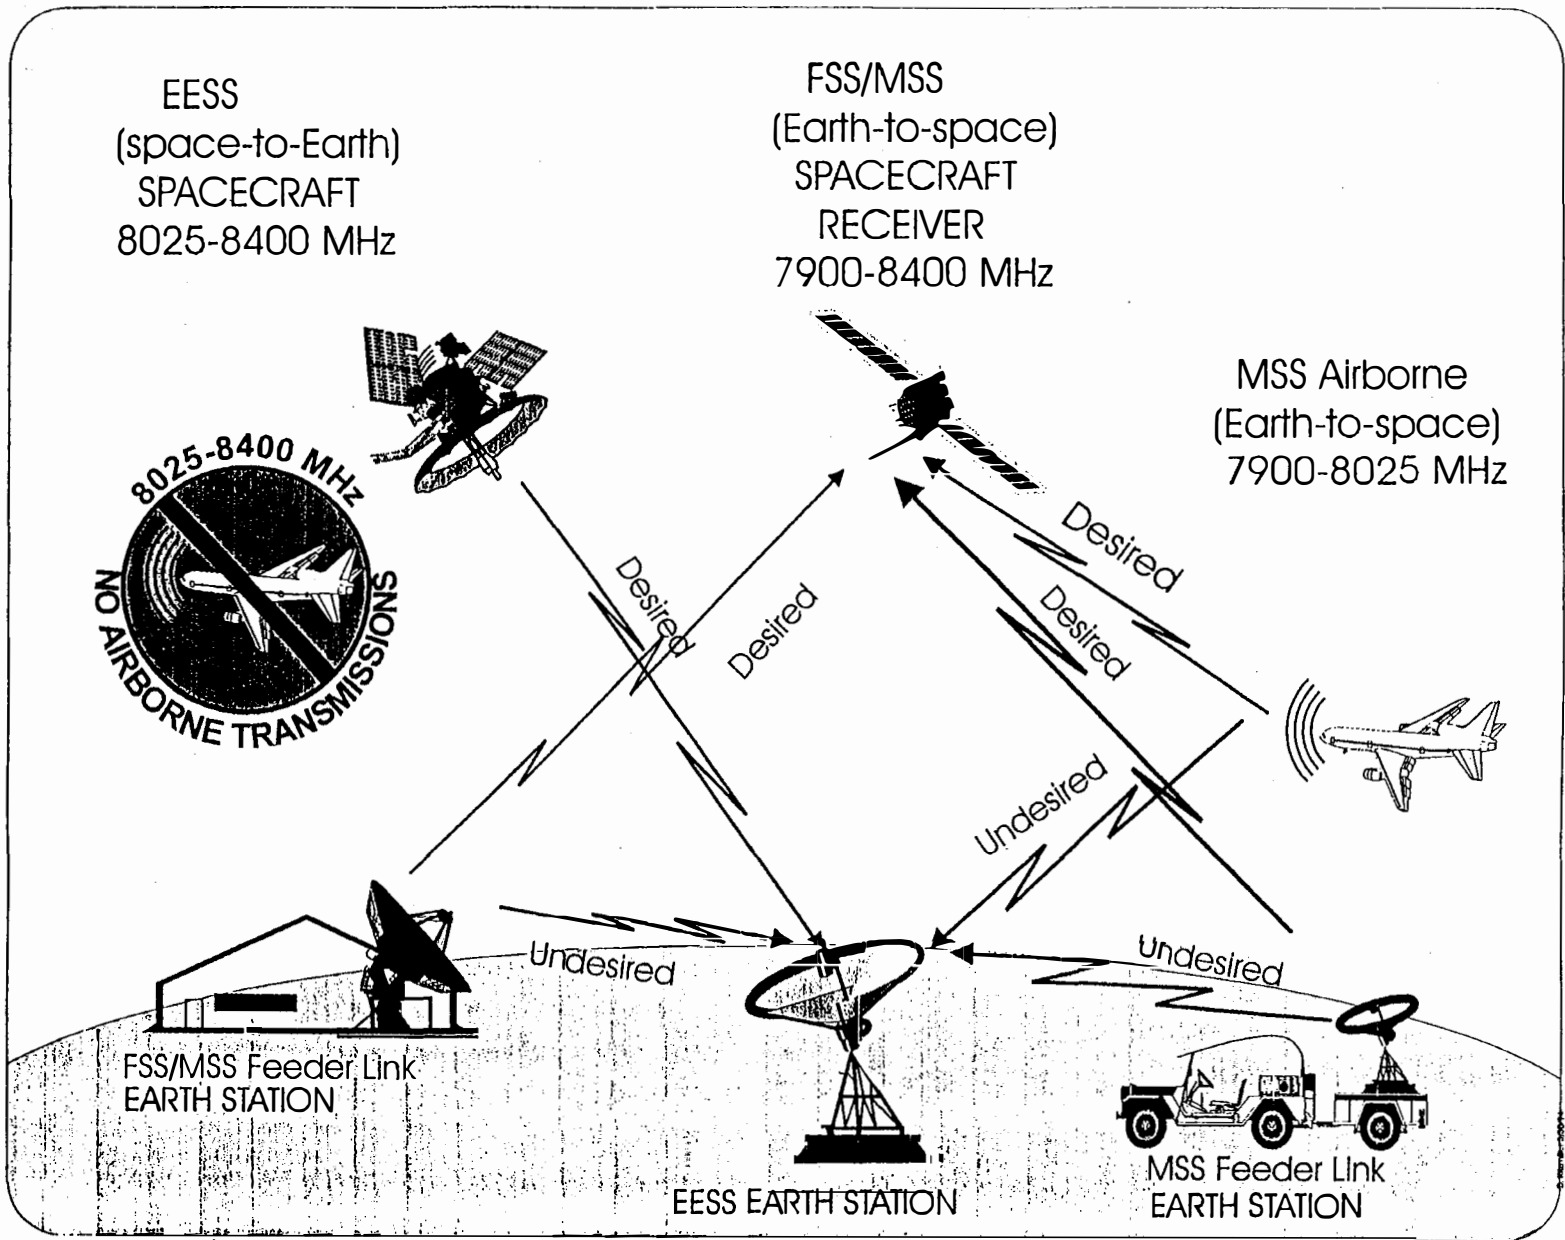 EESS
(space-to-Earth)
SPACECRAFT
8025-8400 MHz
FSS/MSS
(Earth-to-space)
SPACECRAFT
RECEIVER
7900-8400 MHz
MSS Airborne
(Earth-to-space)
7900-8025 MHz
8025-8400 MHz
NO AIRBORNE TRANSMISSIONS
Desired
Desired
Desired
Desired
Undesired
Undesired
Undesired
FSS/MSS Feeder Link
EARTH STATION
EESS EARTH STATION
MSS Feeder Link
EARTH STATION